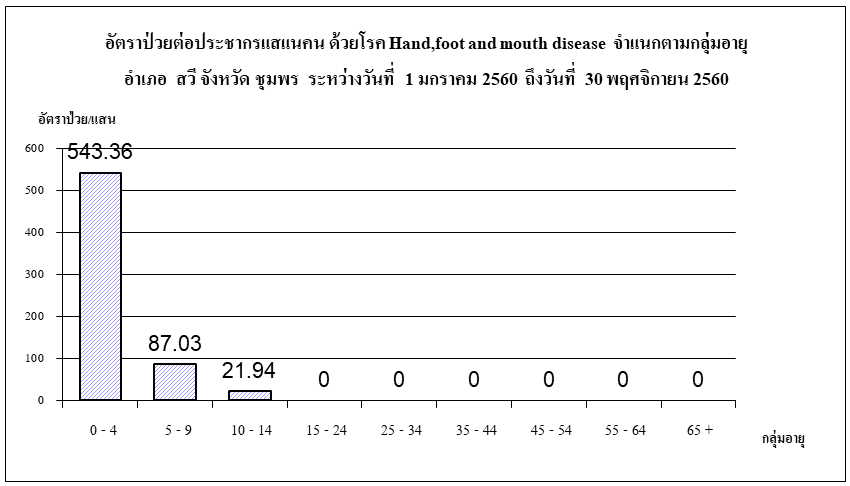 อัตราป่วยต่อประชากรแสแนคน ด้วยโรค Hand,foot and mouth disease จำแนกตามกลุ่มอายุ
อำเภอ สวี จังหวัด ชุมพร ระหว่างวันที่ 1 มกราคม 2560 ถึงวันที่ 30 พฤศจิกายน 2560
อัตราป่วย/แสน
600
543.36
500
400
300
200
100
87.03
21.94
0 0 0 0 0 0
0
0 - 4 5 - 9 10 - 14 15 - 24 25 - 34 35 - 44 45 - 54 55 - 64 65 +
กลุ่มอายุ